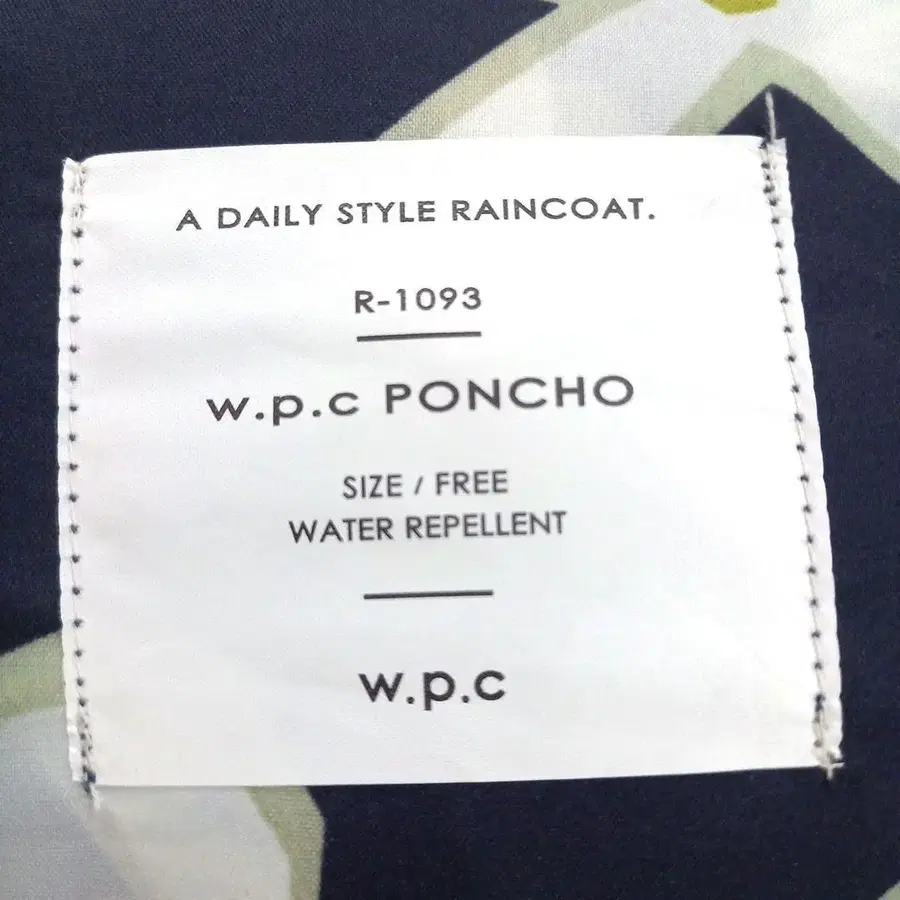 A DAILY STYLE RAINCOAT.
R-1093
w.p.c PONCHO
SIZE / FREE
WATER REPELLENT
w.p.c